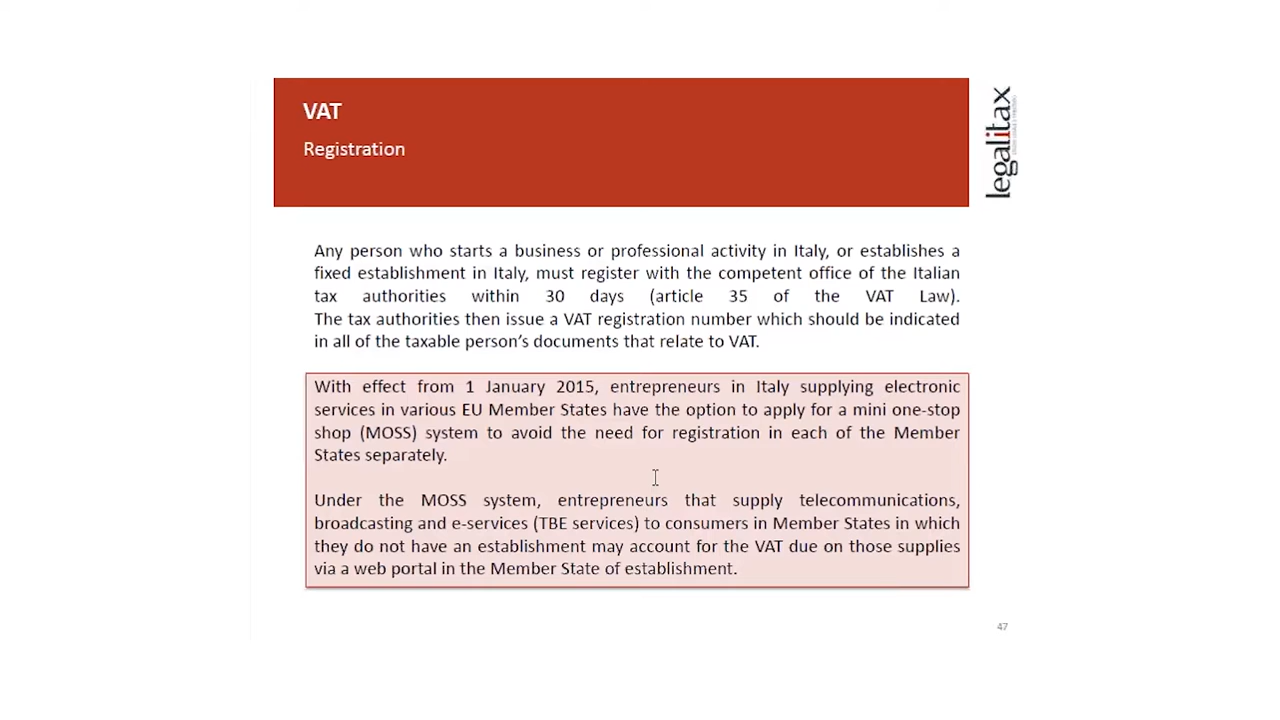 VAT
Registration
legalitax
Any person who starts a business or professional activity in Italy, or establishes a
fixed establishment in Italy, must register with the competent office of the Italian
tax authorities within 30 days (article 35 of the VAT Law).
The tax authorities then issue a VAT registration number which should be indicated
in all of the taxable person's documents that relate to VAT.
With effect from 1 January 2015, entrepreneurs in Italy supplying electronic
services in various EU Member States have the option to apply for a mini one-stop
shop (MOSS) system to avoid the need for registration in each of the Member
States separately.
Under the MOSS system, entrepreneurs that supply telecommunications,
broadcasting and e-services (TBE services) to consumers in Member States in which
they do not have an establishment may account for the VAT due on those supplies
via a web portal in the Member State of establishment.
47